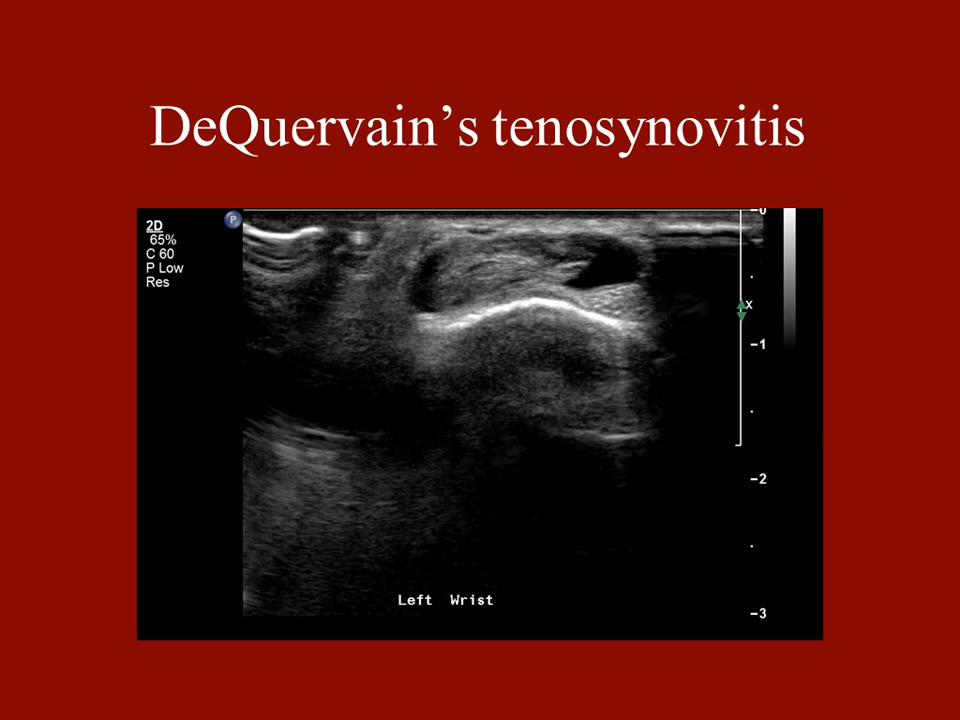 DeQuervain’s tenosynovitis
P
2D
65%
C 60
P Low
Res
-0
x
-1
-2
-3
Left Wrist